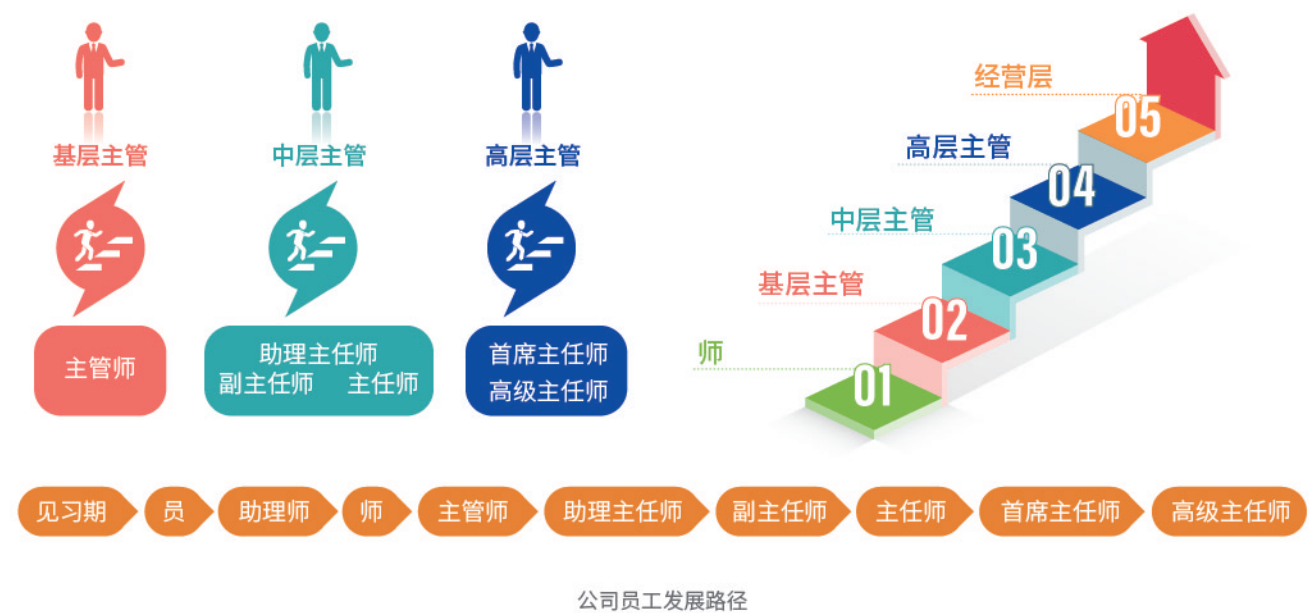 基层主管
中层主管
高层主管
主管师
助理主任师
副主任师 主任师
首席主任师
高级主任师
经营层
05
高层主管
04
中层主管
03
基层主管
02
师
01
见习期 员 助理师 师 主管师 助理主任师 副主任师 主任师 首席主任师 高级主任师
公司员工发展路径